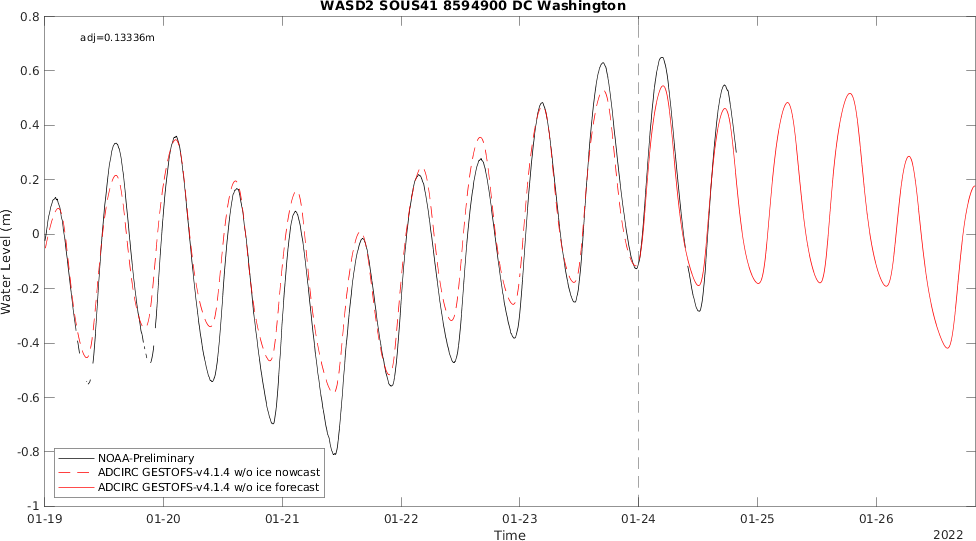 WASD2 SOUS41 8594900 DC Washington
adj=0.13336m
0.8
0.6
0.4
0.2
0
-0.2
-0.4
-0.6
-0.8
-1
Water Level (m)
NOAA-Preliminary
ADCIRC GESTOFS-v4.1.4 w/o ice nowcast
ADCIRC GESTOFS-v4.1.4 w/o ice forecast
01-19 01-20 01-21 01-22 01-23 01-24 01-25 01-26
Time
2022